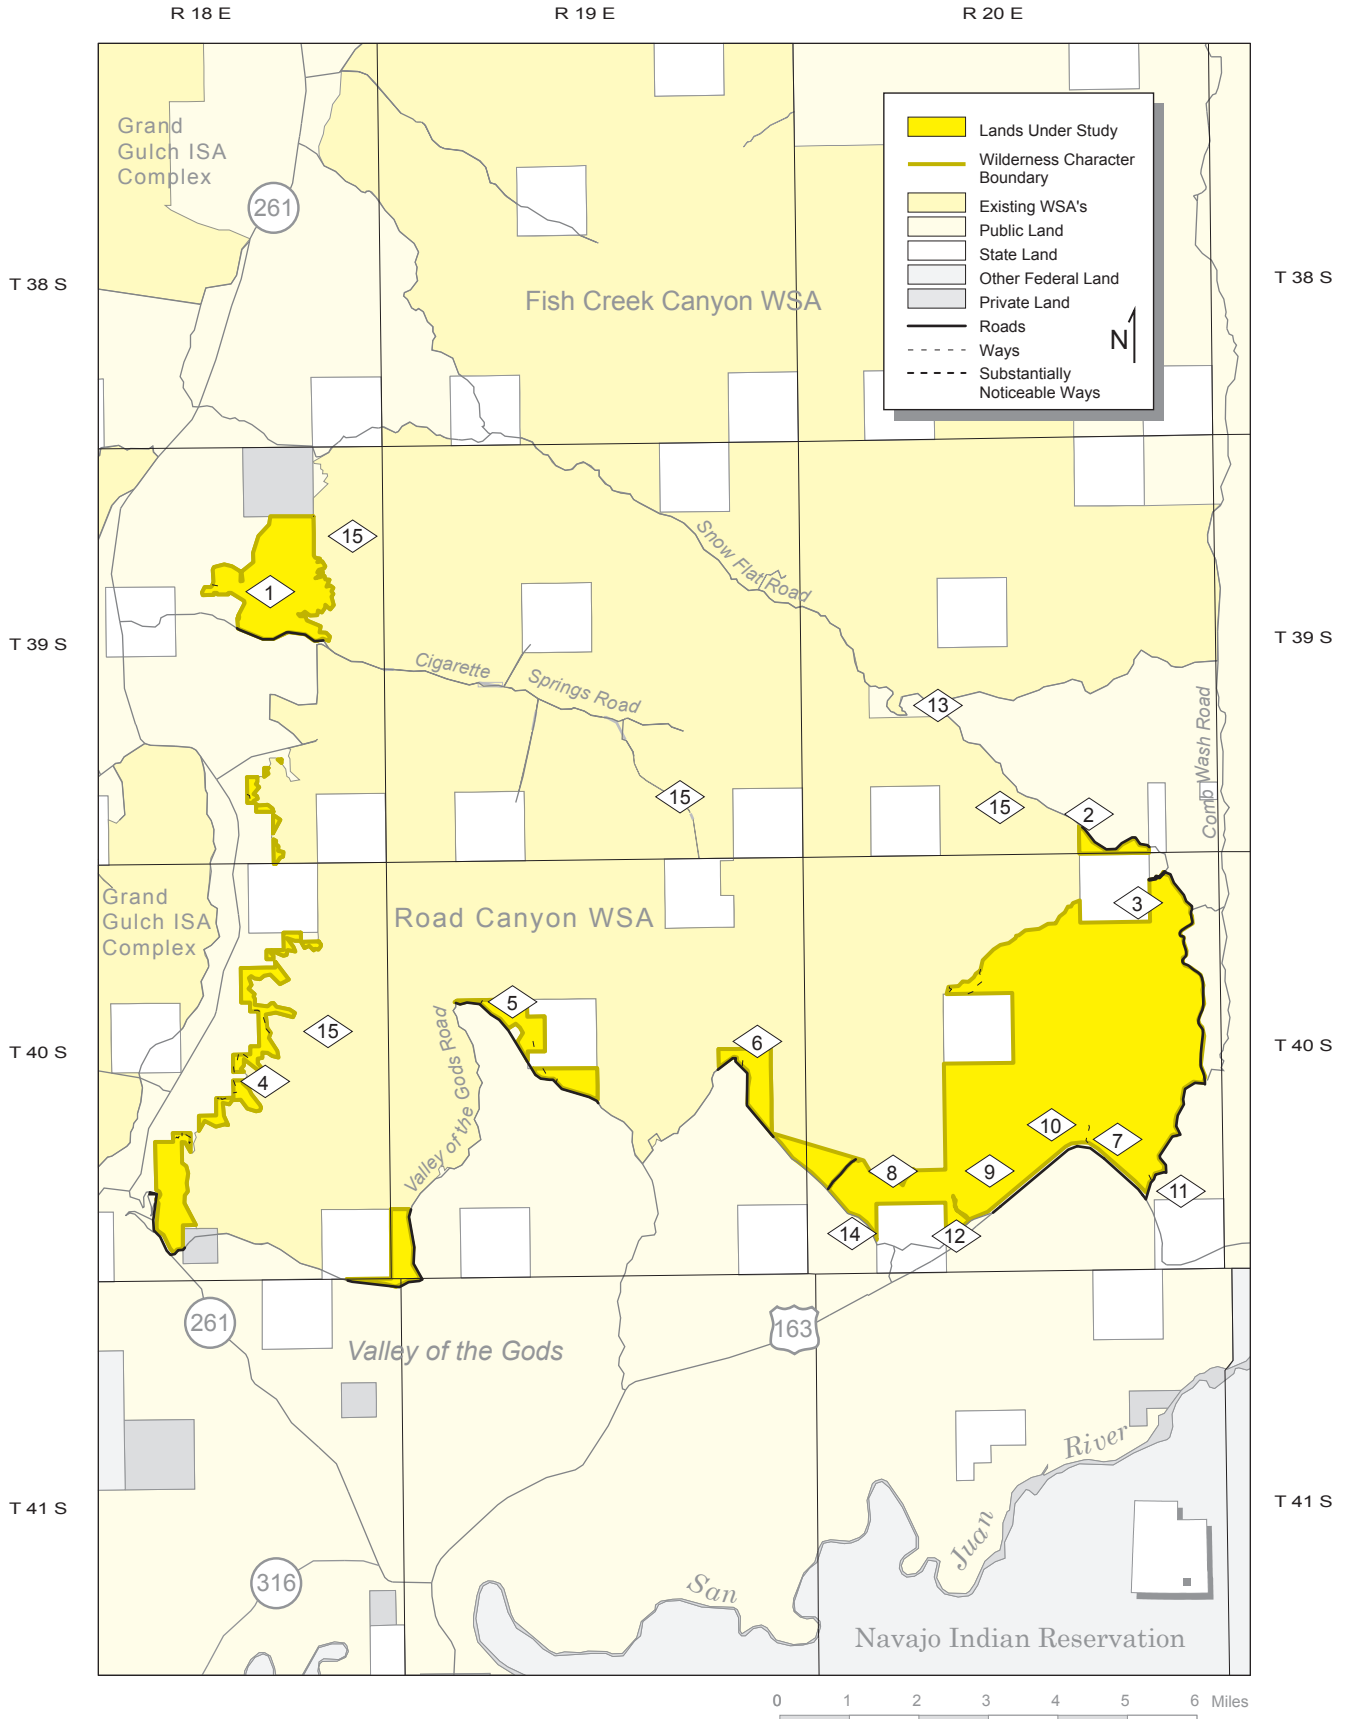 R 18 E
R 19 E
R 20 E
Grand
Gulch ISA
Complex
261
Lands Under Study
Wilderness Character
Boundary
Existing WSA's
Public Land
State Land
Other Federal Land
Private Land
Roads
Ways
Substantially
Noticeable Ways
N
T 38 S
T 38 S
Fish Creek Canyon WSA
15
1
Snow Flat Road
T 39 S
T 39 S
Cigarette
Springs Road
13
Comb Wash Road
15
15
2
Grand
Gulch ISA
Complex
Road Canyon WSA
3
5
15
Valley of the Gods Road
6
T 40 S
T 40 S
4
10
7
8
9
11
14
12
261
Valley of the Gods
163
River
T 41 S
T 41 S
Juan
316
San
Navajo Indian Reservation
0 1 2 3 4 5 6 Miles